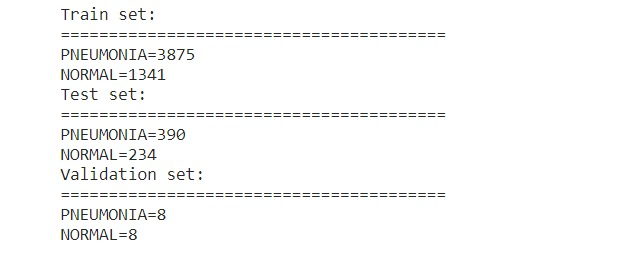 Train set:
========================================
PNEUMONIA=3875
NORMAL=1341
Test set:
========================================
PNEUMONIA=390
NORMAL=234
Validation set:
========================================
PNEUMONIA=8
NORMAL=8